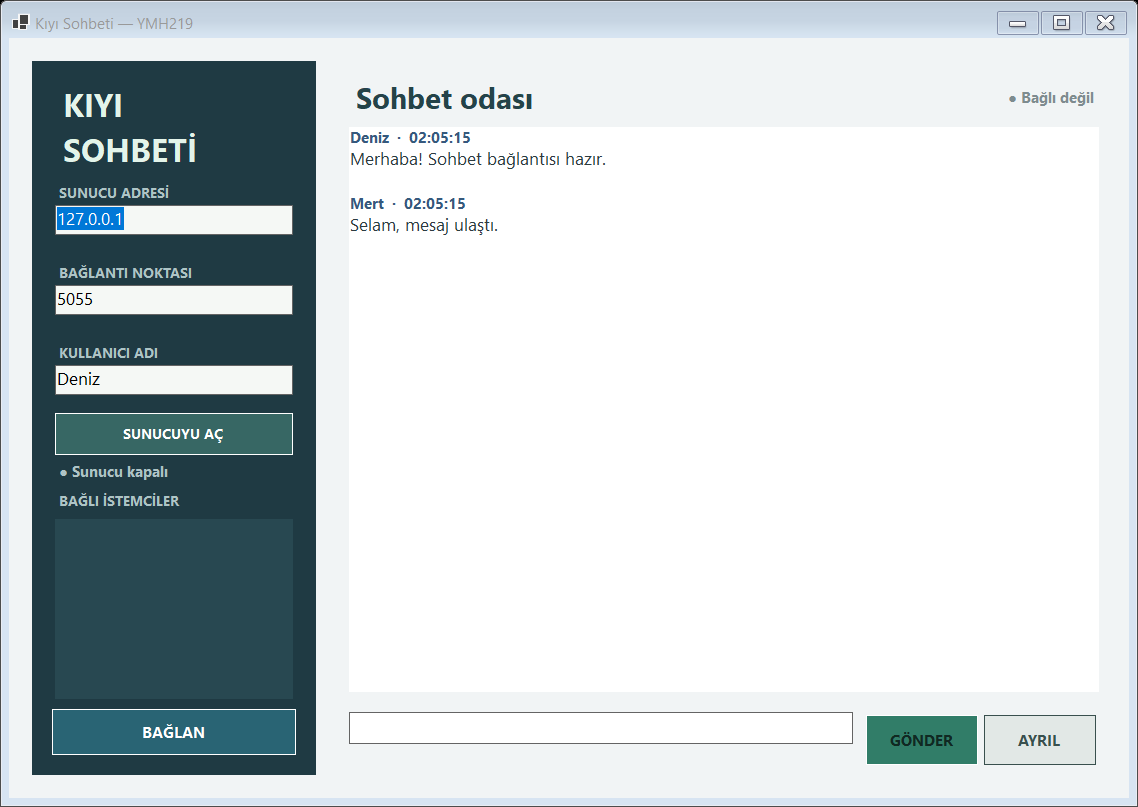 Kıyı Sohbeti — YMH219
KIYI
SOHBETİ
SUNUCU ADRESİ
127.0.0.1
BAĞLANTI NOKTASI
5055
KULLANICI ADI
Deniz
SUNUCUYU AÇ
● Sunucu kapalı
BAĞLI İSTEMCİLER
BAĞLAN
Sohbet odası
● Bağlı değil
Deniz · 02:05:15
Merhaba! Sohbet bağlantısı hazır.
Mert · 02:05:15
Selam, mesaj ulaştı.
GÖNDER
AYRIL